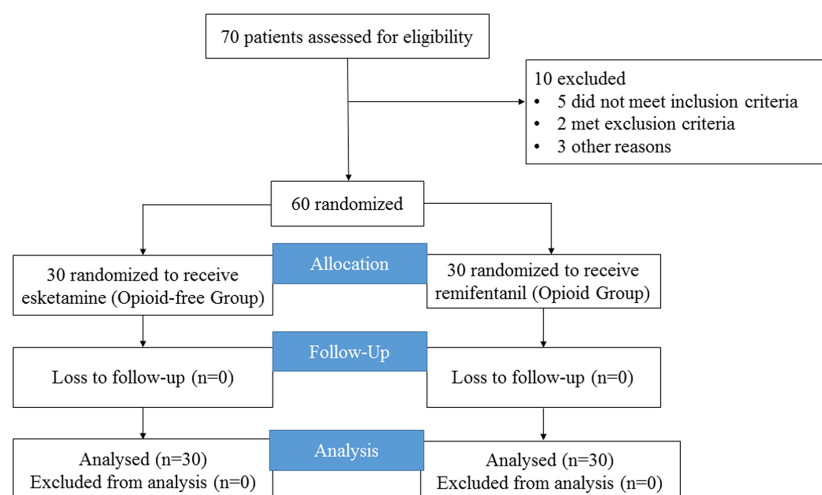 70 patients assessed for eligibility
10 excluded
• 5 did not meet inclusion criteria
• 2 met exclusion criteria
• 3 other reasons
60 randomized
Allocation
30 randomized to receive
esketamine (Opioid-free Group)
30 randomized to receive
remifentanil (Opioid Group)
Follow-Up
Loss to follow-up (n=0)
Loss to follow-up (n=0)
Analysis
Analysed (n=30)
Excluded from analysis (n=0)
Analysed (n=30)
Excluded from analysis (n=0)